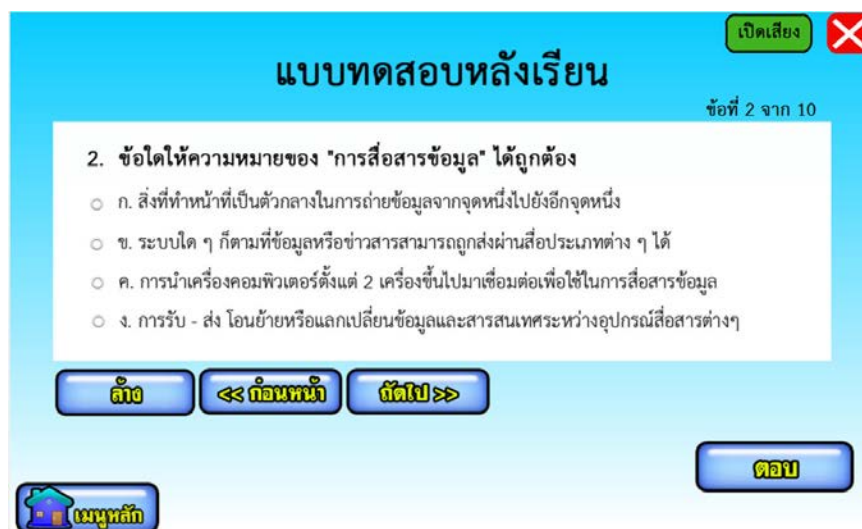 เปิดเสียง
แบบทดสอบหลังเรียน
ข้อที่ 2 จาก 10
2. ข้อใดให้ความหมายของ "การสื่อสารข้อมูล" ได้ถูกต้อง
ก. สิ่งที่ทำหน้าที่เป็นตัวกลางในการถ่ายข้อมูลจากจุดหนึ่งไปยังอีกจุดหนึ่ง
ข. ระบบใด ๆ ก็ตามที่ข้อมูลหรือข่าวสารสามารถถูกส่งผ่านสื่อประเภทต่าง ๆ ได้
ค. การนำเครื่องคอมพิวเตอร์ตั้งแต่ 2 เครื่องขึ้นไปมาเชื่อมต่อเพื่อใช้ในการสื่อสารข้อมูล
ง. การรับ - ส่ง โอนย้ายหรือแลกเปลี่ยนข้อมูลและสารสนเทศระหว่างอุปกรณ์สื่อสารต่างๆ
ล้าง << ก่อนหน้า ถัดไป >>
ตอบ
เมนูหลัก